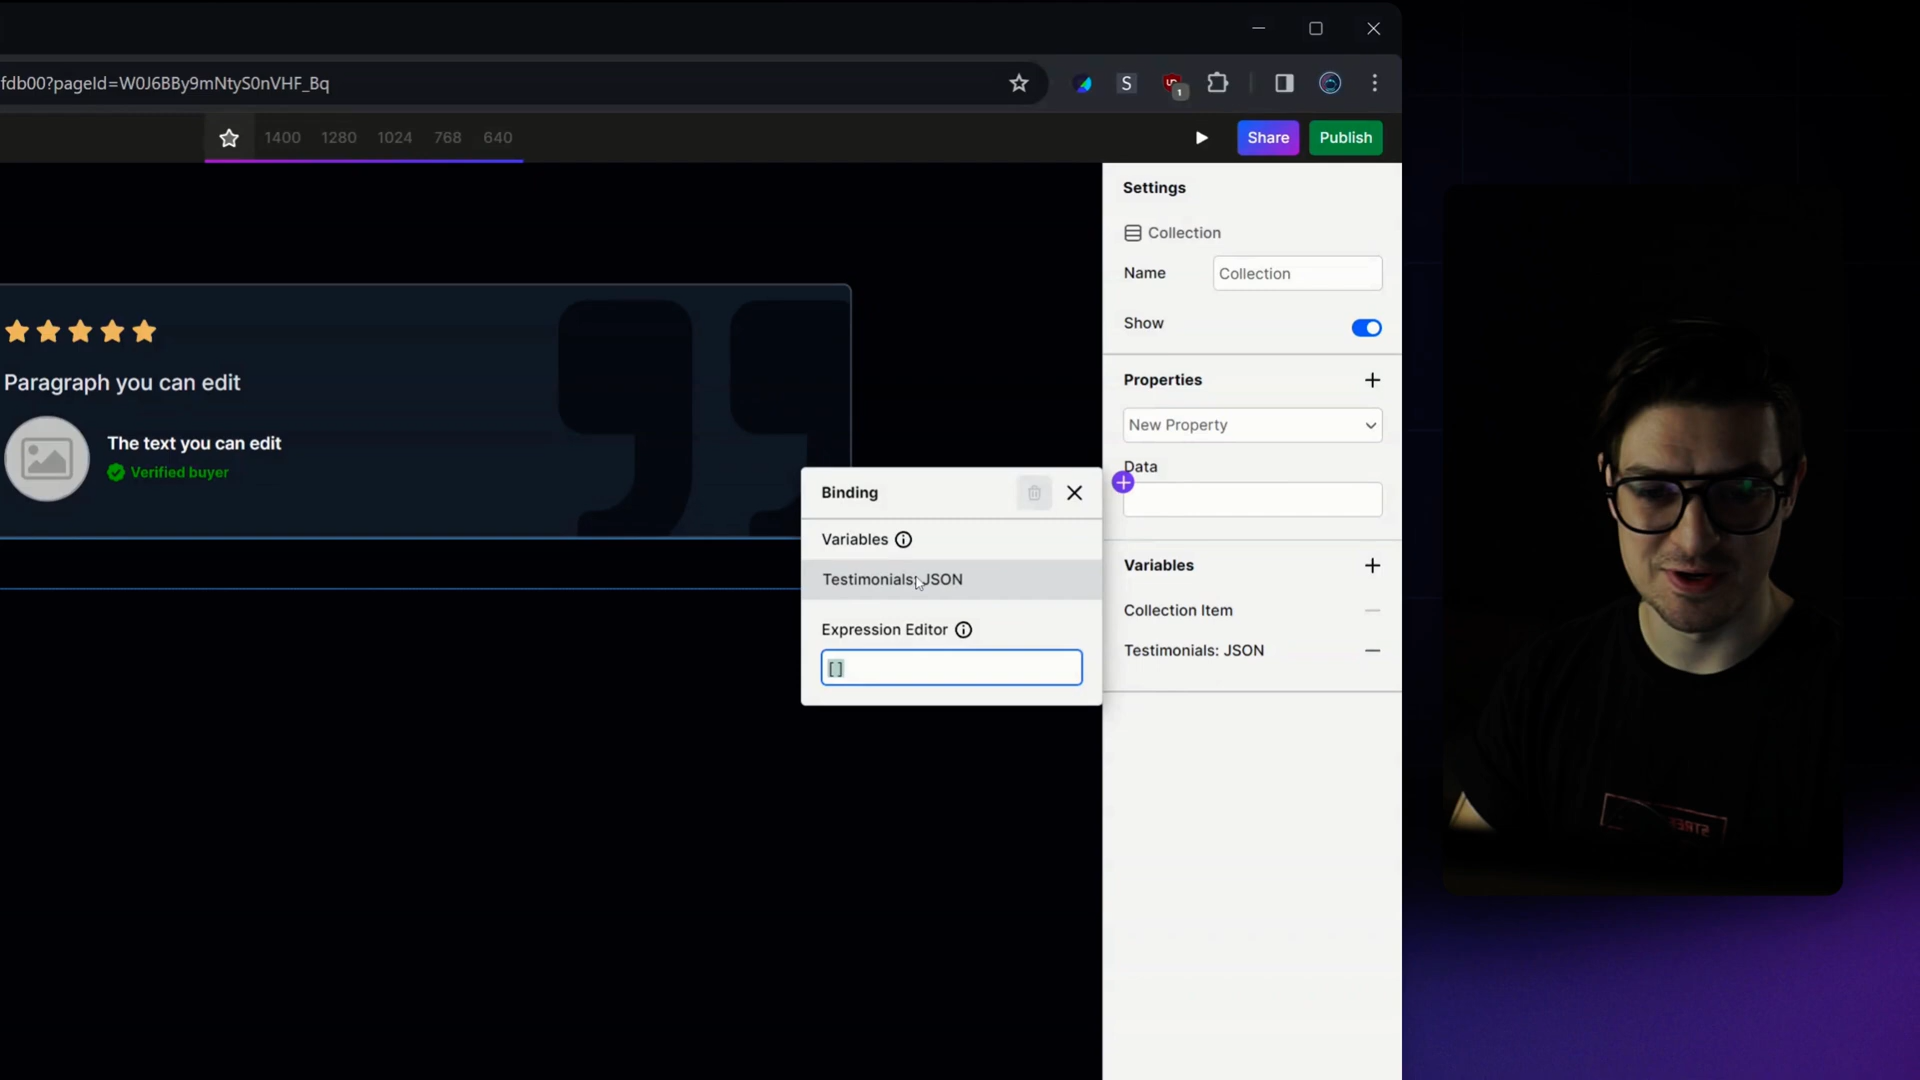 fdb00?pageId=W0J6BBy9mNtyS0nVHF_Bq
S
1
1400 1280 1024 768 640
Share
Publish
Settings
Collection
Name
Collection
Show
Paragraph you can edit
The text you can edit
Verified buyer
Properties
New Property
Data
Binding
Variables
Testimonials: JSON
Expression Editor
[]
Variables
Collection Item
Testimonials: JSON